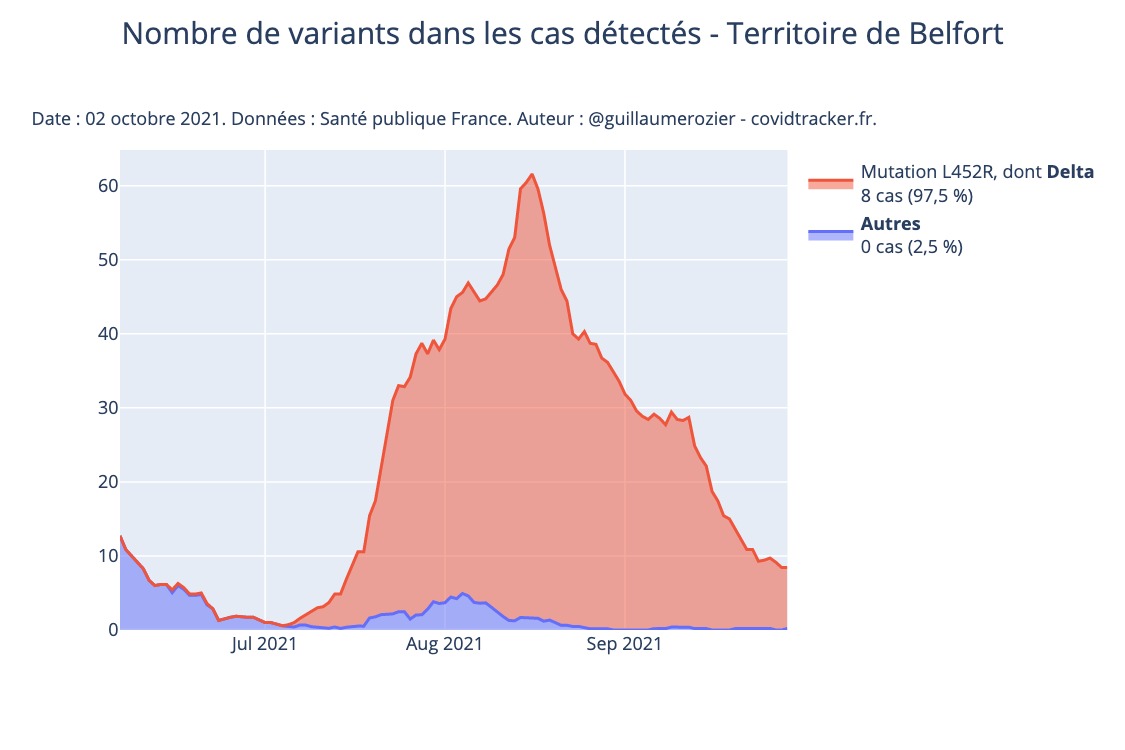 Nombre de variants dans les cas détectés - Territoire de Belfort
Date : 02 octobre 2021. Données : Santé publique France. Auteur : @guillaumerozier - covidtracker.fr.
Mutation L452R, dont Delta
8 cas (97,5 %)
Autres
0 cas (2,5 %)
60
50
40
30
20
10
0
Jul 2021
Aug 2021
Sep 2021